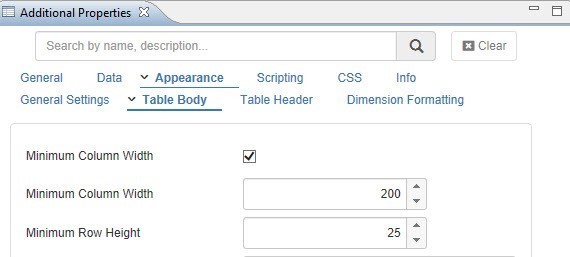 Additional Properties
Search by name, description... Clear
General Data Appearance Scripting CSS Info
General Settings Table Body Table Header Dimension Formatting
Minimum Column Width
Minimum Column Width 200
Minimum Row Height 25